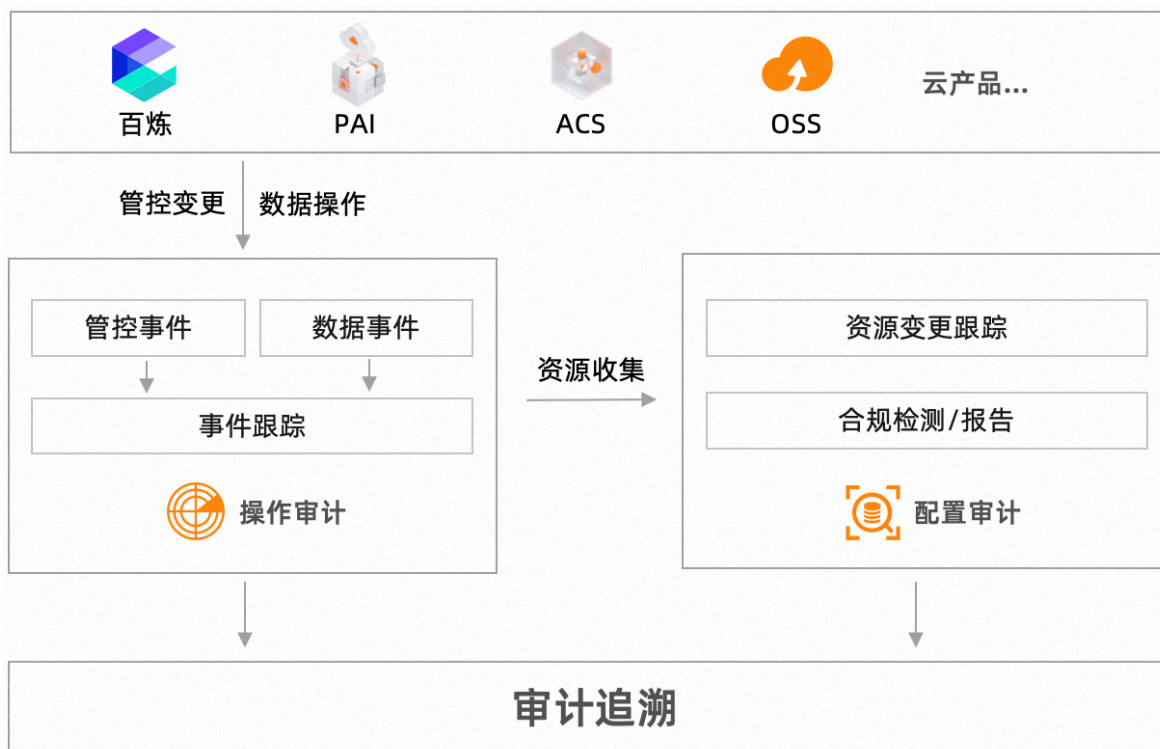 百炼
PAI
ACS
OSS
云产品...
管控变更
数据操作
管控事件
数据事件
事件跟踪
操作审计
资源收集
资源变更跟踪
合规检测/报告
配置审计
审计追溯